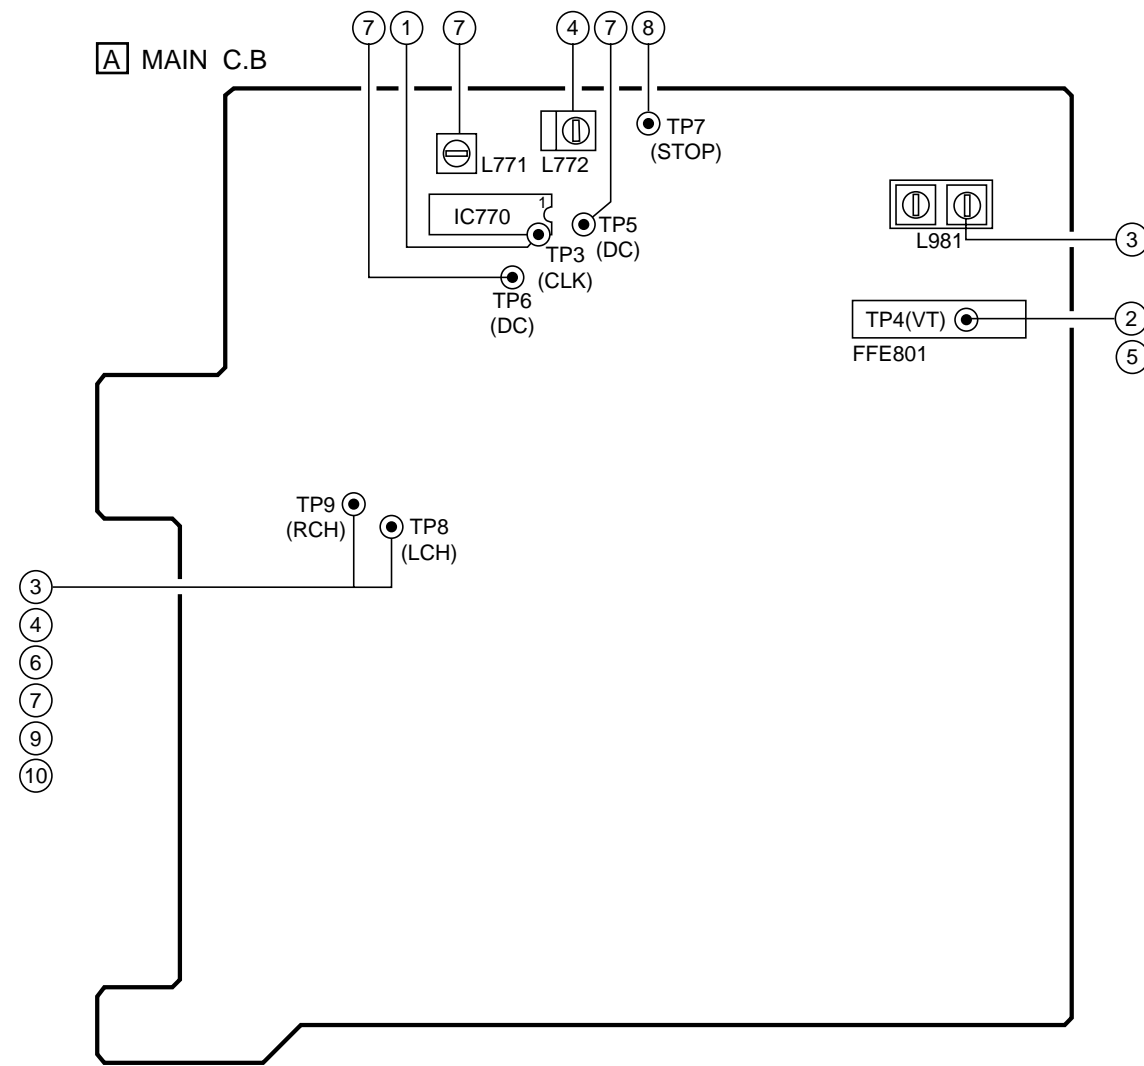 7 1 7 4 7 8
A MAIN C.B
TP7
(STOP)
L771 L772
1
IC770
TP5
(DC)
TP3
(CLK)
TP6
(DC)
L981
3
TP4(VT)
2
FFE801
5
TP9
(RCH)
TP8
(LCH)
3
4
6
7
9
10